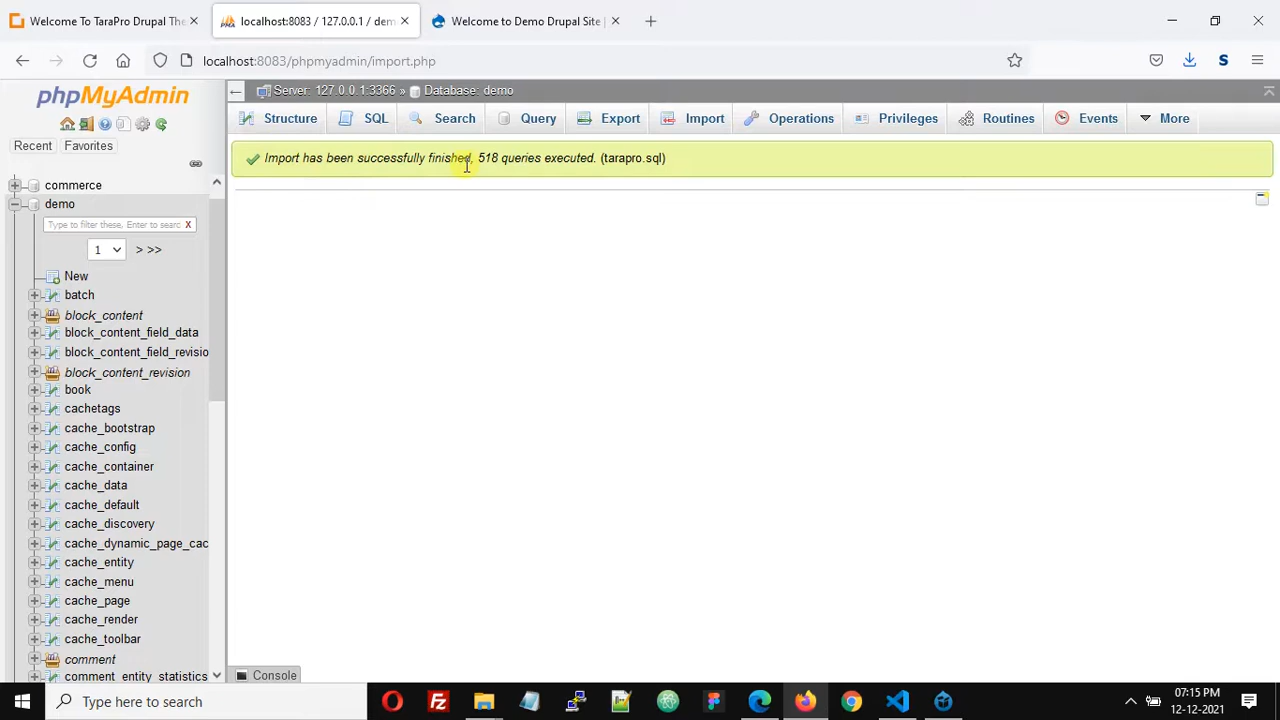 Welcome To TaraPro Drupal The
localhost:8083 / 127.0.0.1 / dem
Welcome to Demo Drupal Site |
localhost:8083/phpmyadmin/import.php
S
phpMyAdmin
Server: 127.0.0.1:3366 » Database: demo
Structure SQL Search Query Export Import Operations Privileges Routines Events More
Recent Favorites
Import has been successfully finished, 518 queries executed. (tarapro.sql)
commerce
demo
Type to filter these, Enter to searc X
1 > >>
New
batch
block_content
block_content_field_data
block_content_field_revisio
block_content_revision
book
cachetags
cache_bootstrap
cache_config
cache_container
cache_data
cache_default
cache_discovery
cache_dynamic_page_cac
cache_entity
cache_menu
cache_page
cache_render
cache_toolbar
comment
comment_entity_statistics
Console
Type here to search
07:15 PM
12-12-2021